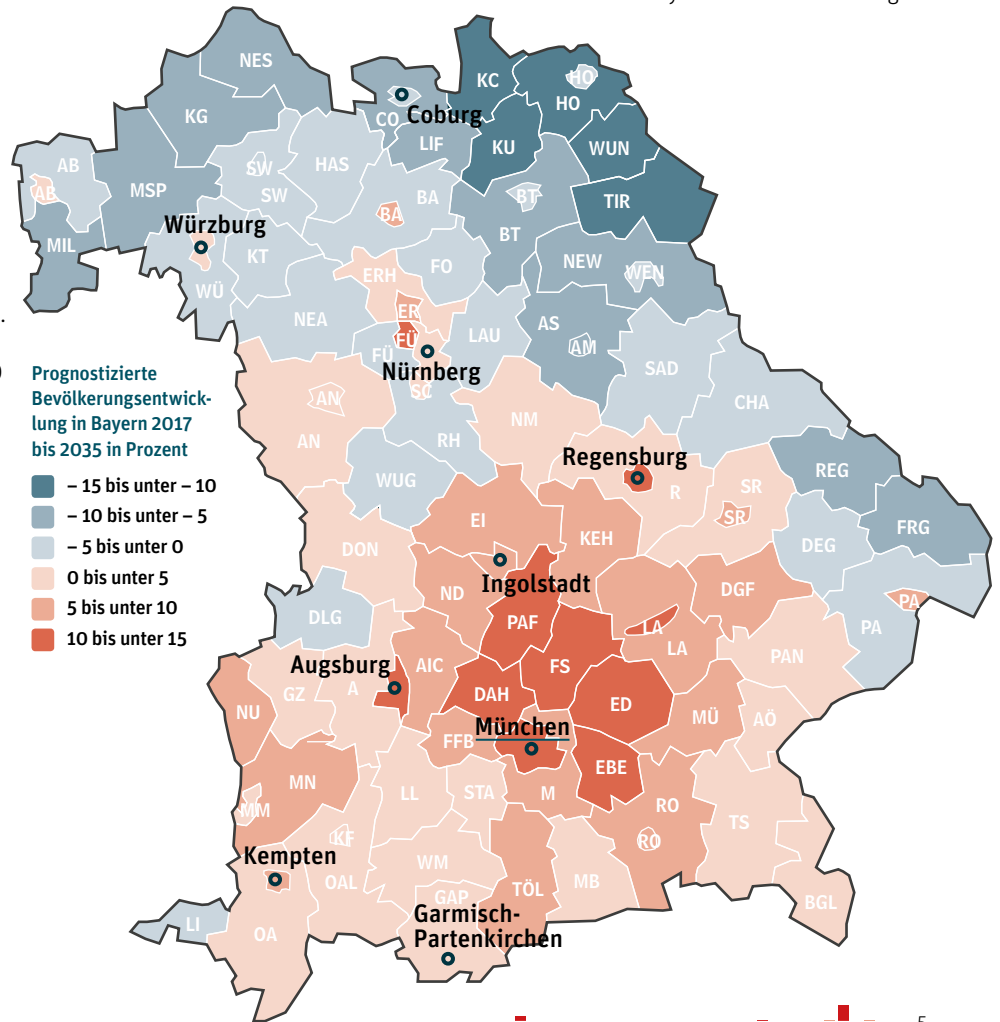 NES
KC
HO
HO
KG
CO
Coburg
LIF
KU
WUN
AB
AB
SW
SW
HAS
MSP
BA
BA
BT
BT
TIR
Würzburg
MIL
KT
FO
NEW
WEN
ERH
WÜ
ER
NEA
FÜ
FÜ
LAU
AS
AM
SAD
Nürnberg
SC
Prognostizierte
Bevölkerungsentwick-
lung in Bayern 2017
bis 2035 in Prozent
– 15 bis unter – 10
– 10 bis unter – 5
– 5 bis unter 0
0 bis unter 5
5 bis unter 10
10 bis unter 15
AN
AN
RH
NM
CHA
WUG
Regensburg
R
SR
SR
REG
FRG
EI
KEH
DEG
DON
Ingolstadt
ND
DGF
PA
PA
DLG
PAF
LA
LA
PAN
Augsburg
AIC
FS
GZ
A
DAH
ED
NU
MÜ
AÖ
München
FFB
EBE
MN
MM
LL
STA
M
RO
RO
TS
KF
Kempten
OAL
WM
TÖL
MB
GAP
BGL
Garmisch-
Partenkirchen
LI
OA
5